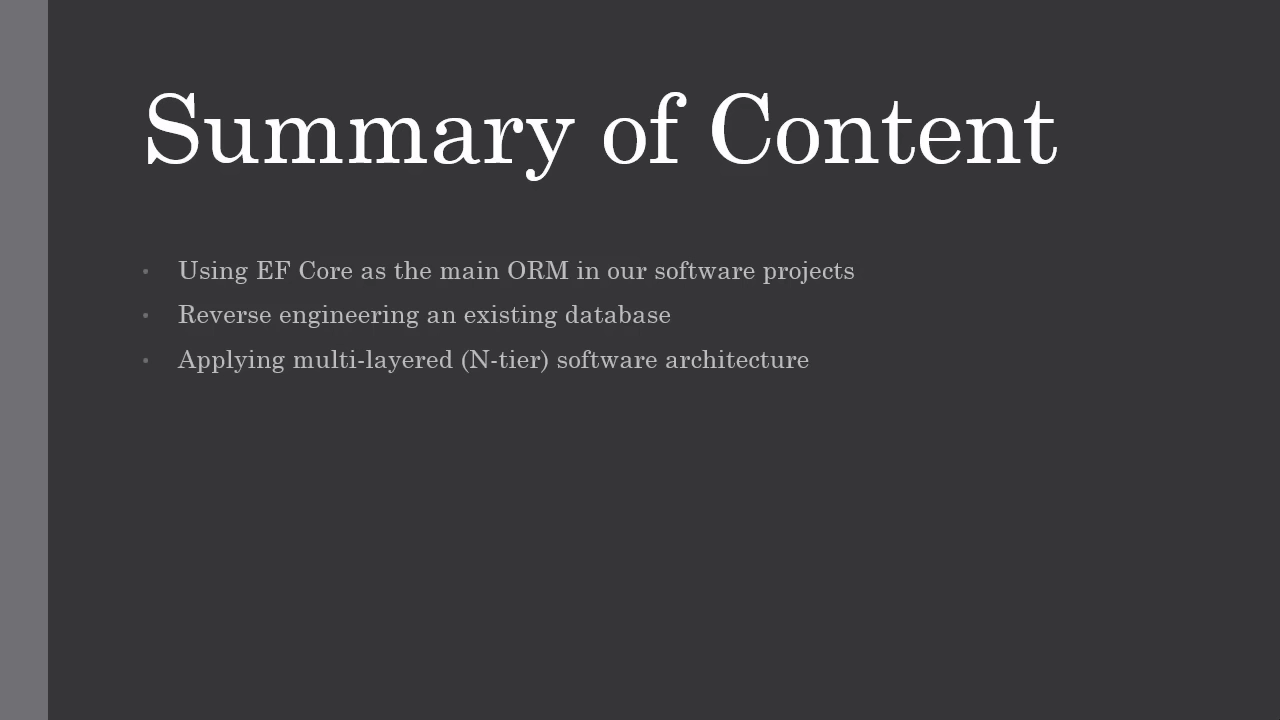 Summary of Content
• Using EF Core as the main ORM in our software projects
• Reverse engineering an existing database
• Applying multi-layered (N-tier) software architecture